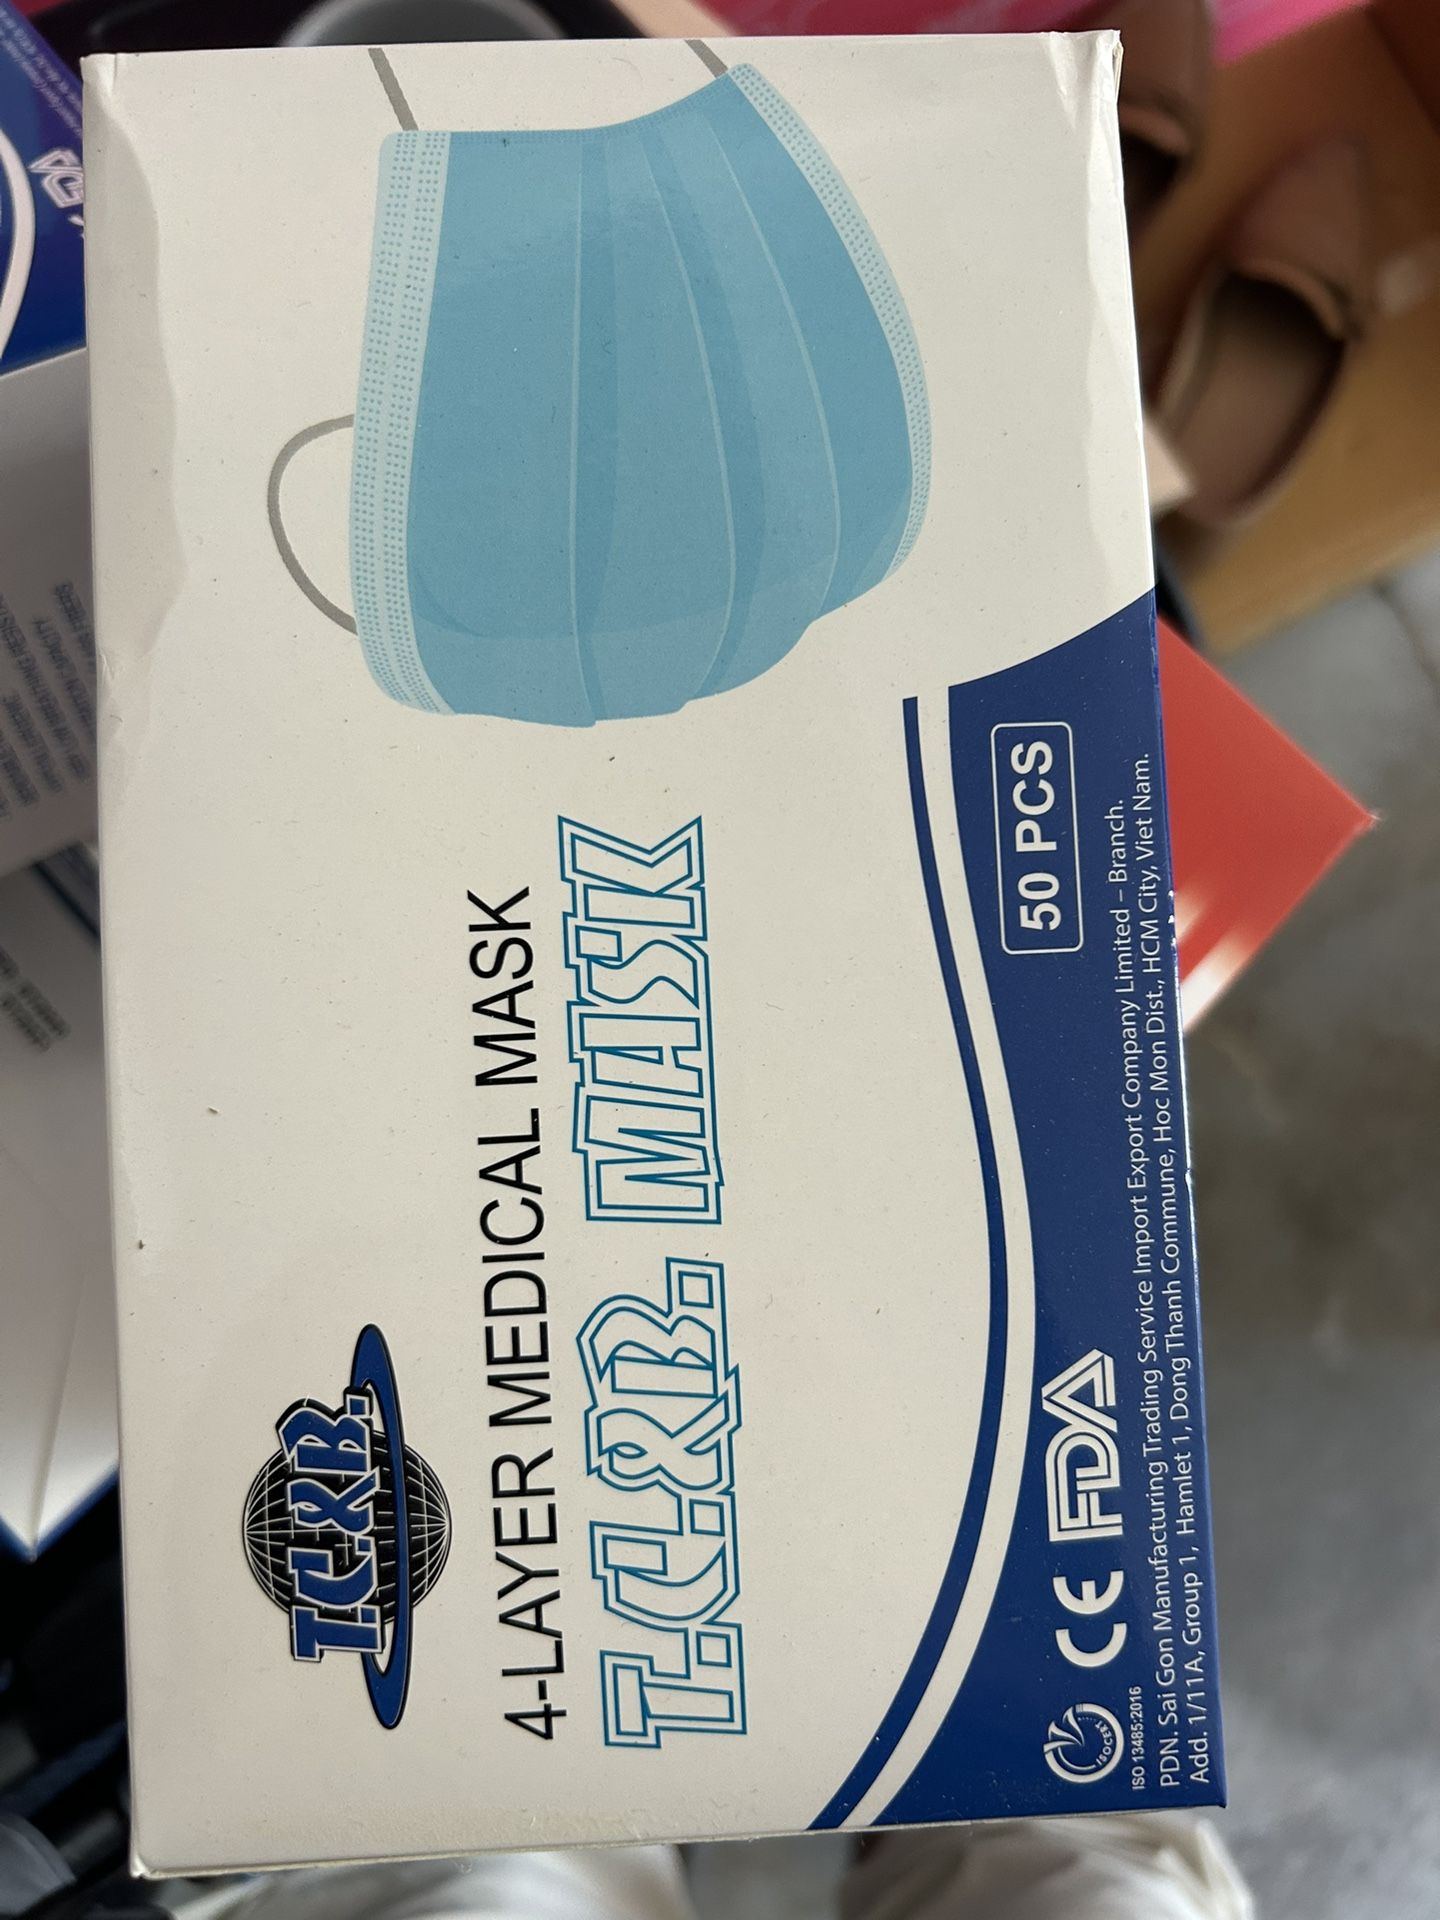 T.C.&B.
4-LAYER MEDICAL MASK
T.C.&B. MASK
50 PCS
ISOCERT
CE FDA
ISO 13485:2016
PDN. Sai Gon Manufacturing Trading Service Import Export Company Limited – Branch.
Add. 1/11A, Group 1, Hamlet 1, Dong Thanh Commune, Hoc Mon Dist., HCM City, Viet Nam.